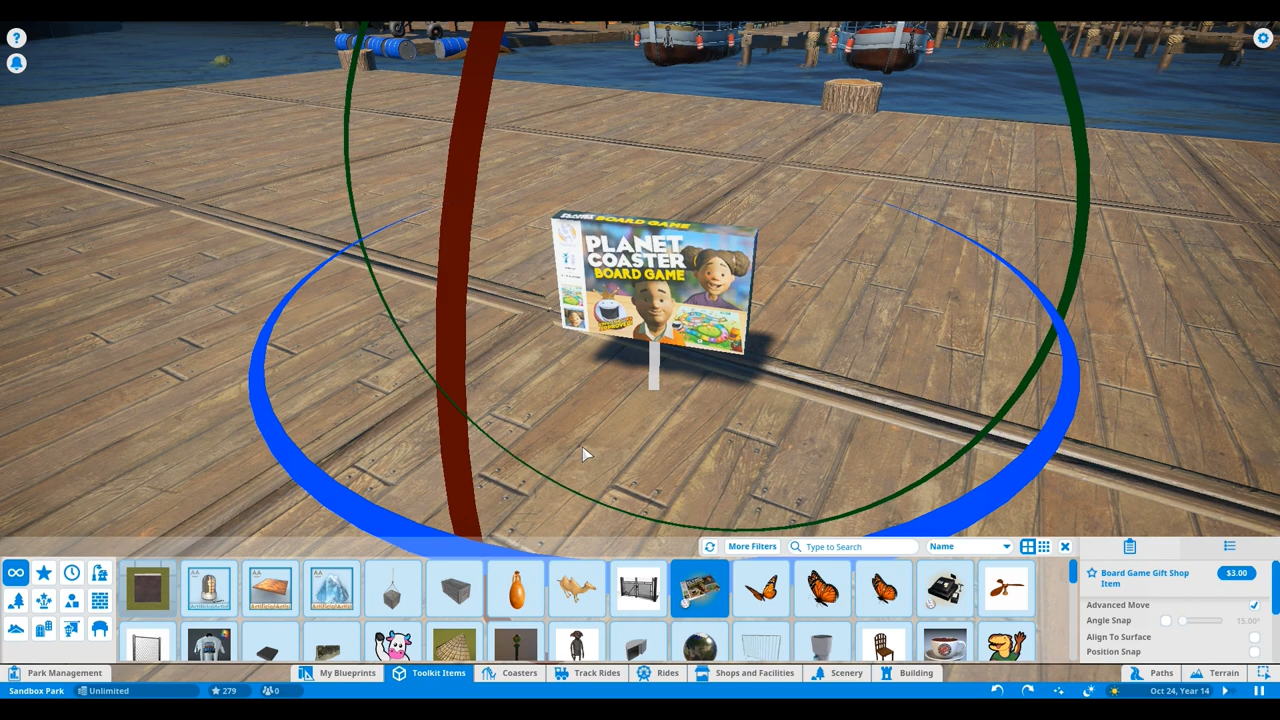 BOARD GAME
PLANET
COASTER
BOARD GAME
More Filters
Type to Search
Name
Board Game Gift Shop
Item
$3.00
Advanced Move
Angle Snap
15.00°
Align To Surface
Position Snap
Park Management
My Blueprints
Toolkit Items
Coasters
Track Rides
Rides
Shops and Facilities
Scenery
Building
Paths
Terrain
Sandbox Park
Unlimited
279
0
Oct 24, Year 14